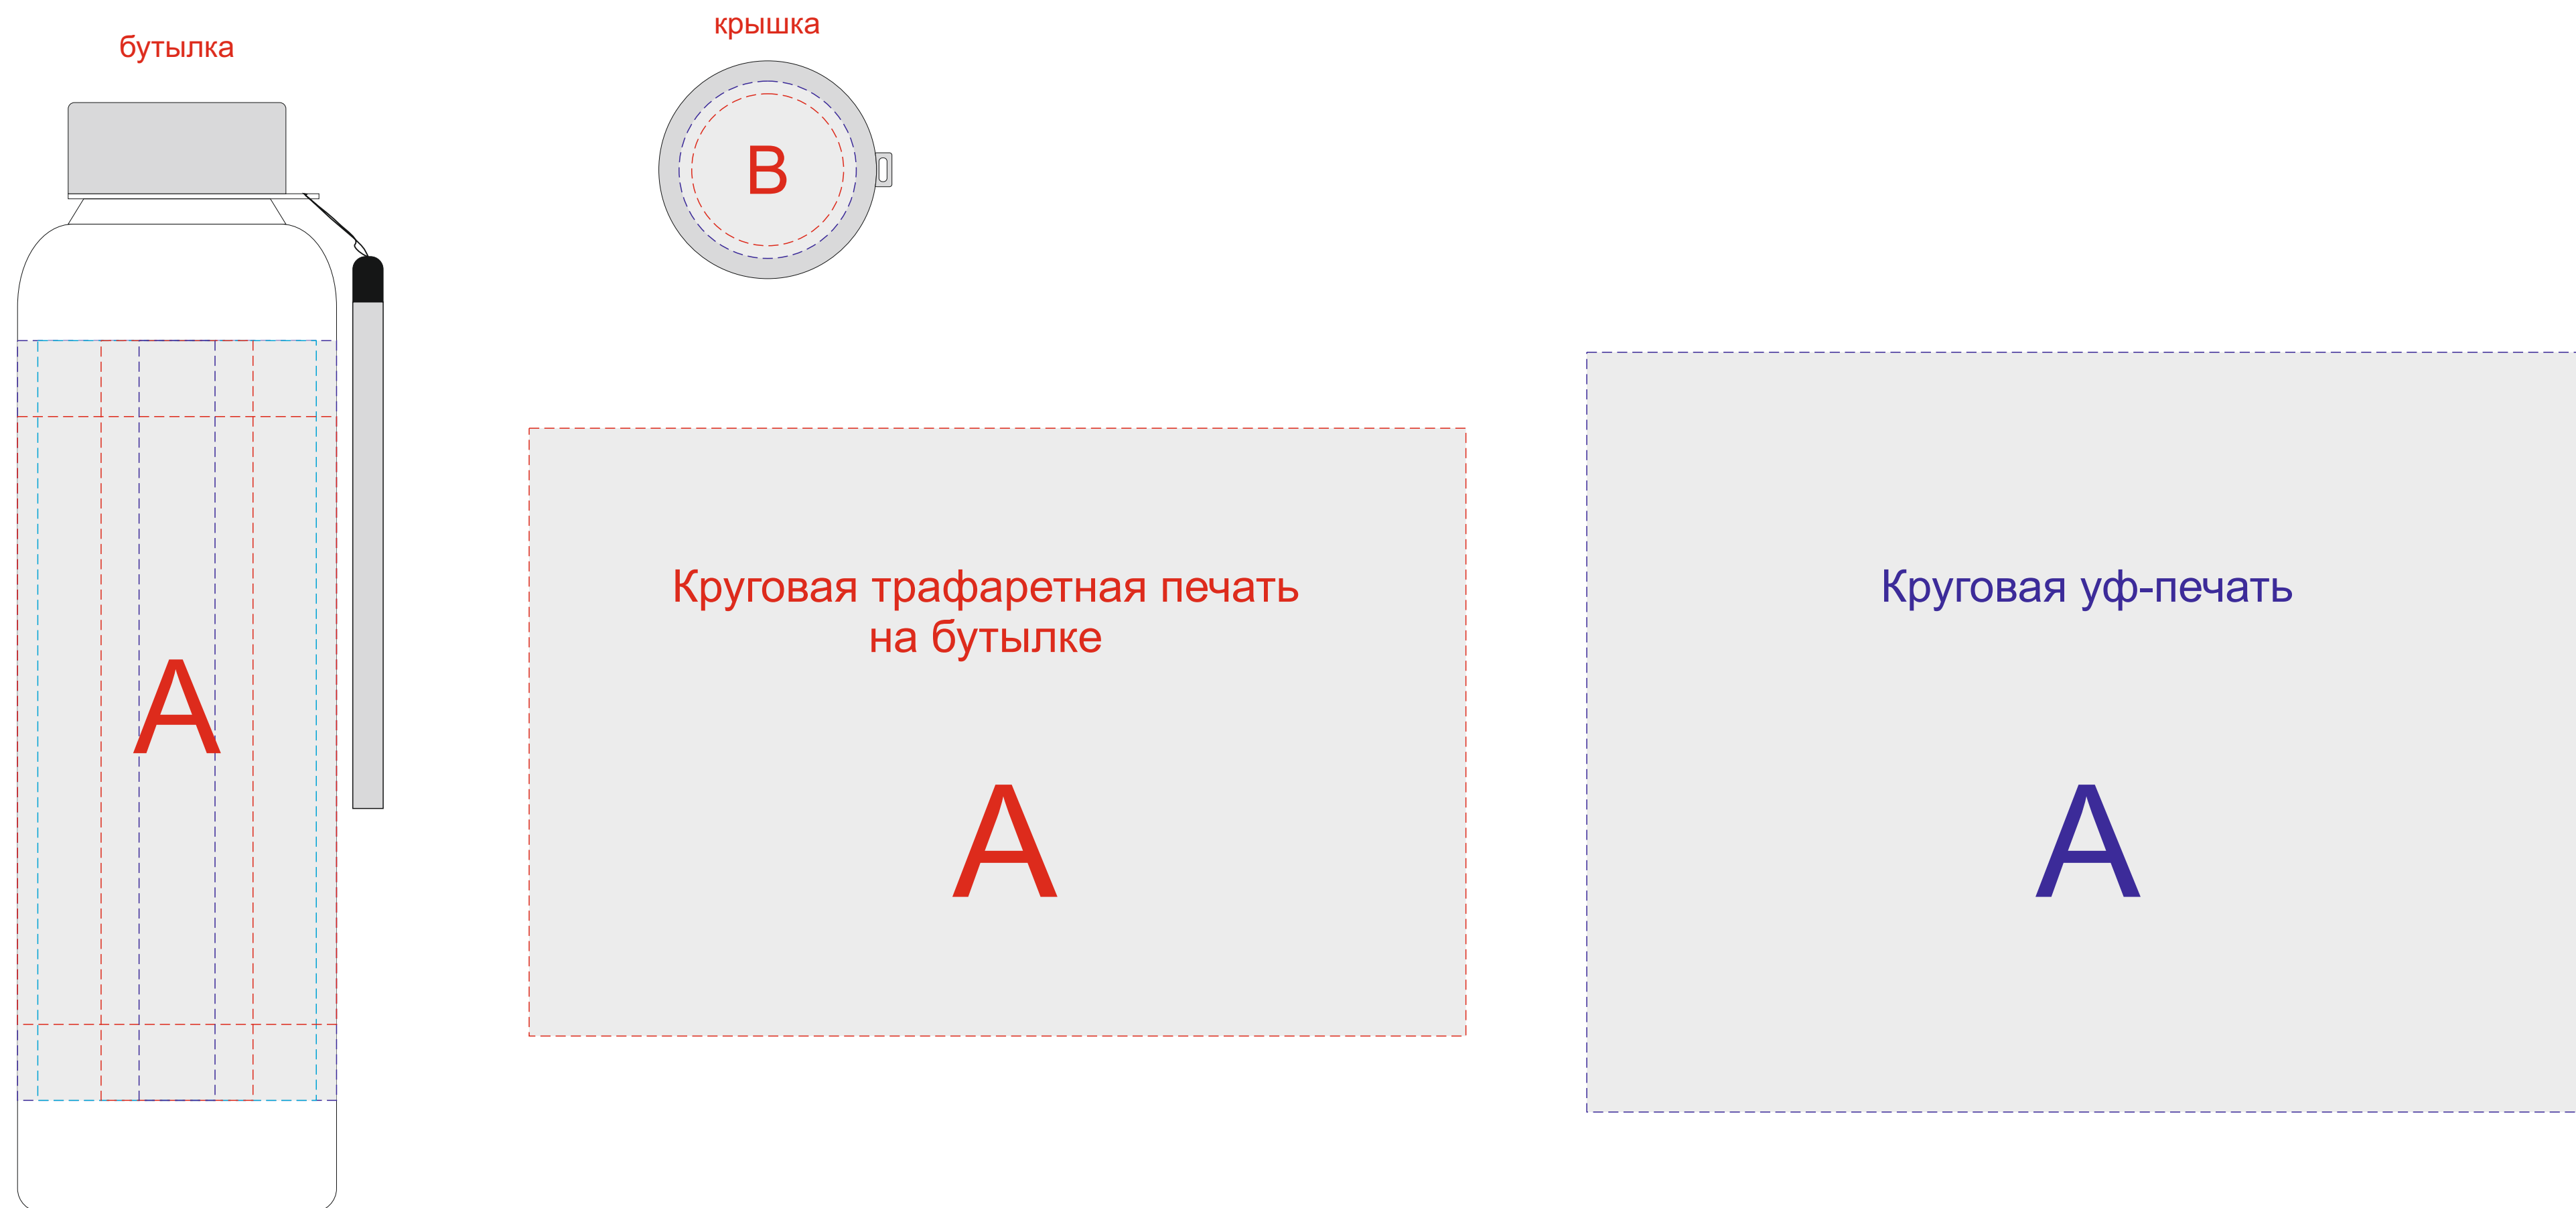 бутылка
крышка
B
A
Круговая трафаретная печать
на бутылке
A
Круговая уф-печать
A